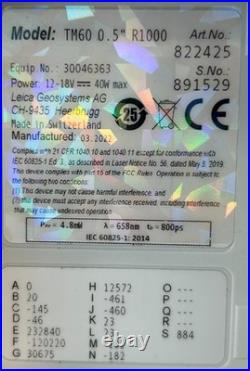 Model: TM60 0.5" R1000
Art.No.:
822425
Equip.No.: 30046363
S.No.:
Power: 12-18V ⎓ 40W max
891529
Leica Geosystems AG
CH-9435 Heerbrugg
Made in Switzerland
Manufactured: 03.2022
25
CE
Complies with 21 CFR 1040.10 and 1040.11 except for conformance with
IEC 60825-1 Ed.3., as described in Laser Notice No. 56, dated May 8, 2019.
This device complies with part 15 of the FCC Rules. Operation is subject to
the following two conditions:
(1) This device may not cause harmful interference, and
(2) This device must accept any interference received, including
interference that may cause undesired operation.
4.8mW λ = 658nm 800ps
IEC 60825-1: 2014
A 0 H 12572 O ---
B 20 I -461 P ---
C -145 J -460 Q ---
D -46 K 23 R ---
E 232840 L 23 S 884
F -120220 M
G 30675 N -182
© damms.co.uk